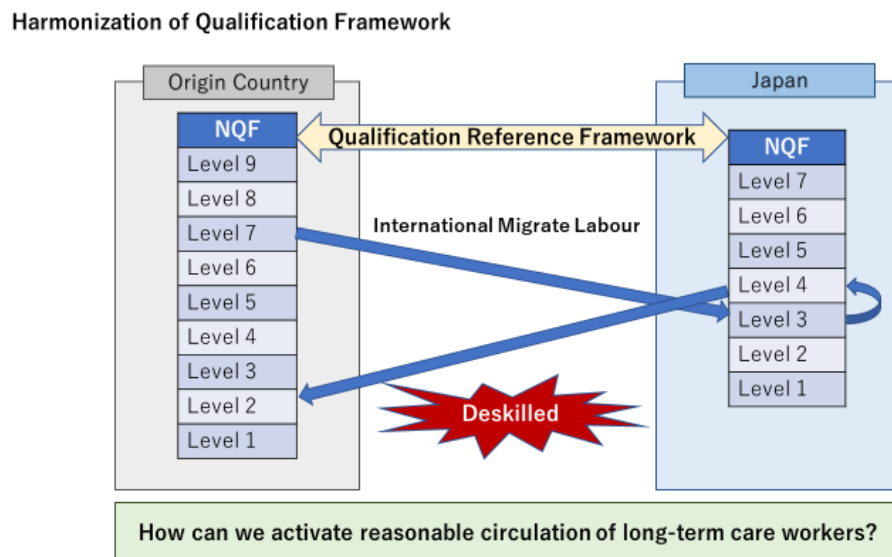 Harmonization of Qualification Framework
Origin Country
Japan
NQF
Level 9
Level 8
Level 7
Level 6
Level 5
Level 4
Level 3
Level 2
Level 1
Qualification Reference Framework
International Migrate Labour
Deskilled
NQF
Level 7
Level 6
Level 5
Level 4
Level 3
Level 2
Level 1
How can we activate reasonable circulation of long-term care workers?